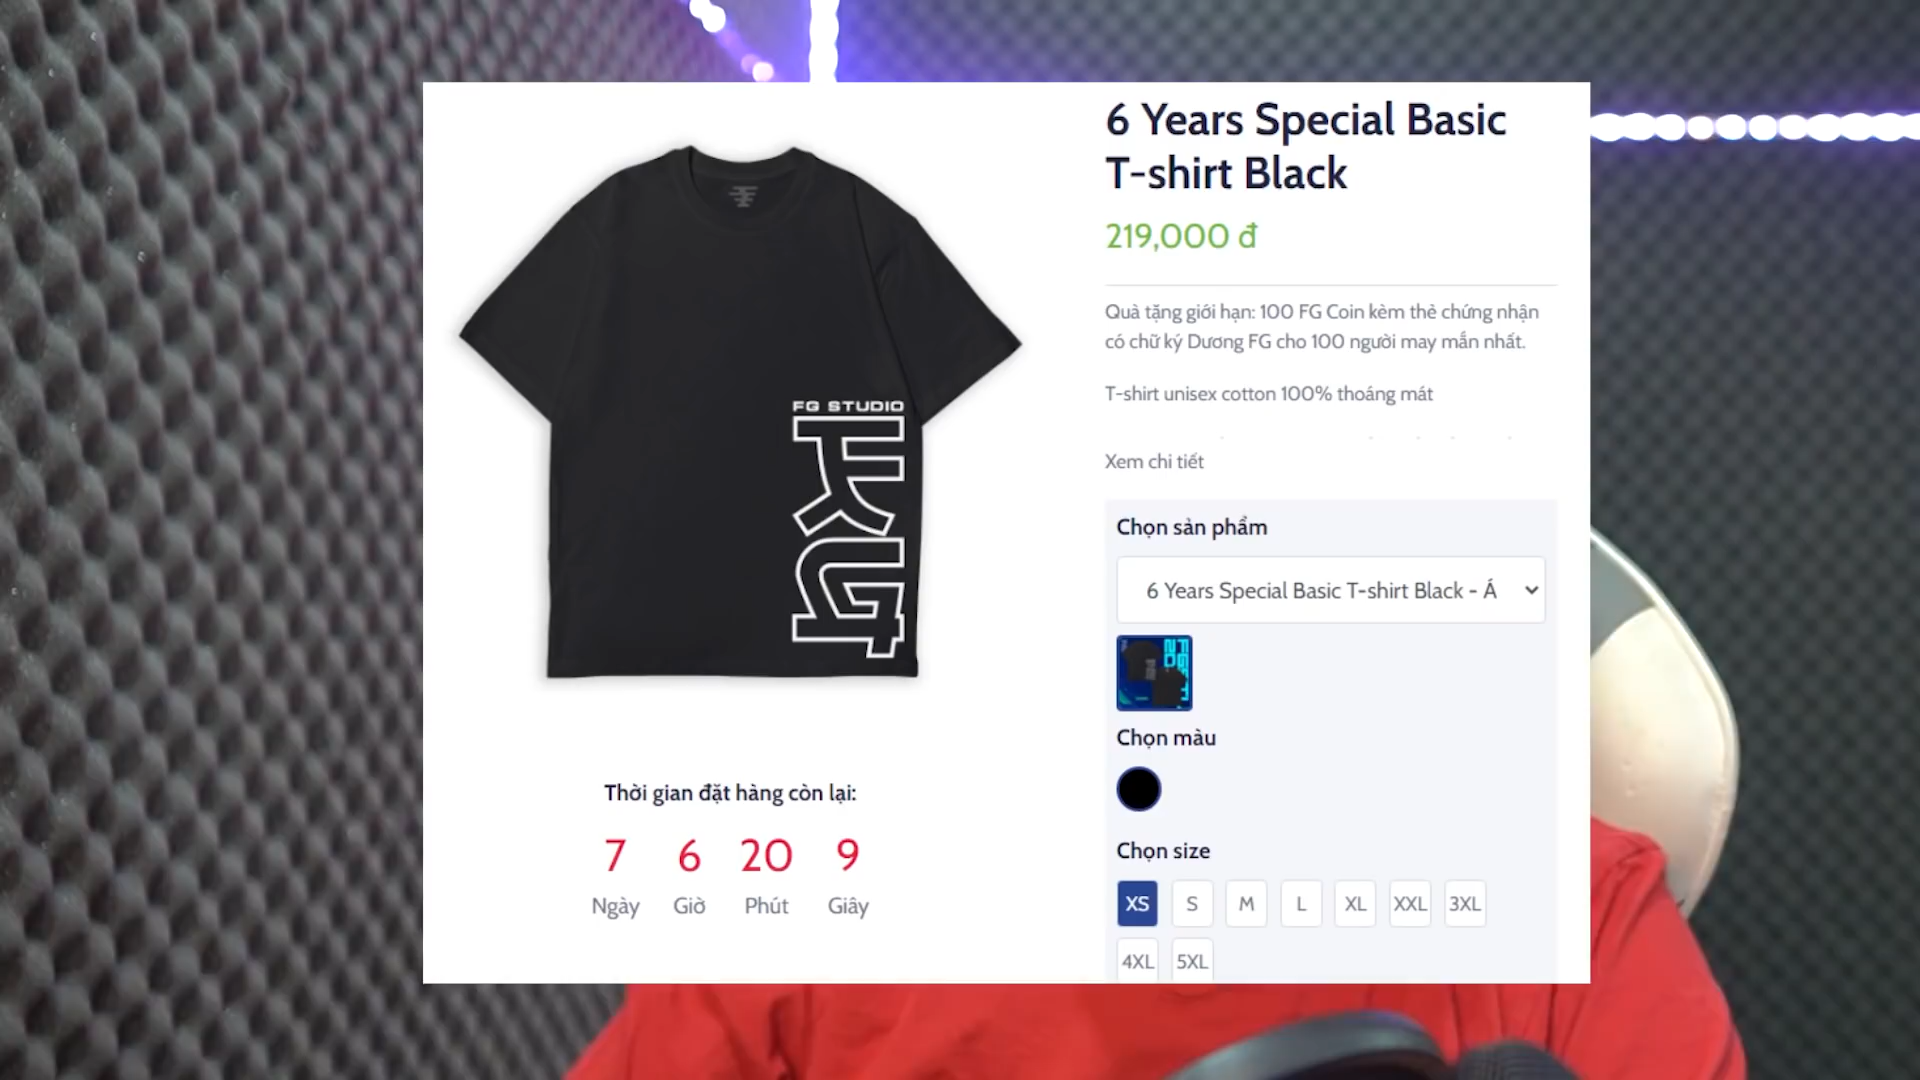 6 Years Special Basic
T-shirt Black
219,000 đ
Quà tặng giới hạn: 100 FG Coin kèm thẻ chứng nhận
có chữ ký Dương FG cho 100 người may mắn nhất.
T-shirt unisex cotton 100% thoáng mát
Xem chi tiết
FG STUDIO
Chọn sản phẩm
6 Years Special Basic T-shirt Black - Á
Chọn màu
Thời gian đặt hàng còn lại:
7 6 20 9
Ngày Giờ Phút Giây
Chọn size
XS S M L XL XXL 3XL
4XL 5XL